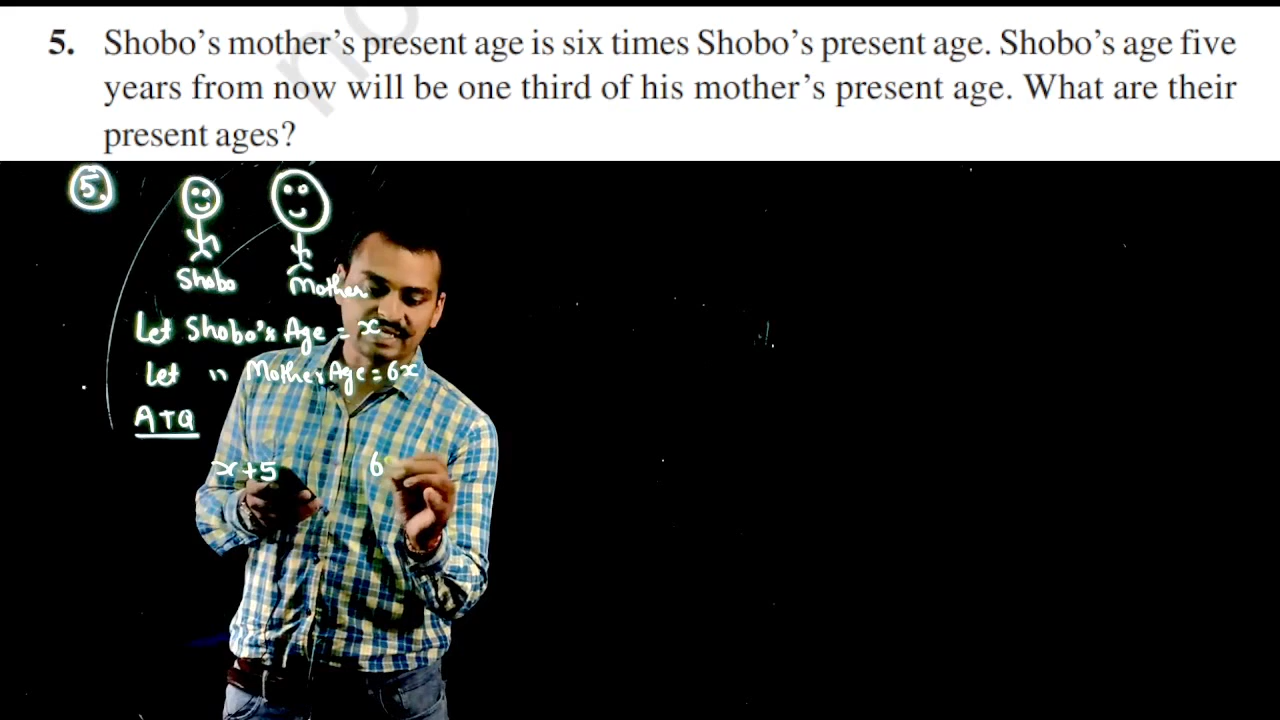 5. Shobo’s mother’s present age is six times Shobo’s present age. Shobo’s age five
years from now will be one third of his mother’s present age. What are their
present ages?
no
5.
Shobo Mother
Let Shobo's Age = x
Let " Mother Age = 6x
ATQ
x+5 6